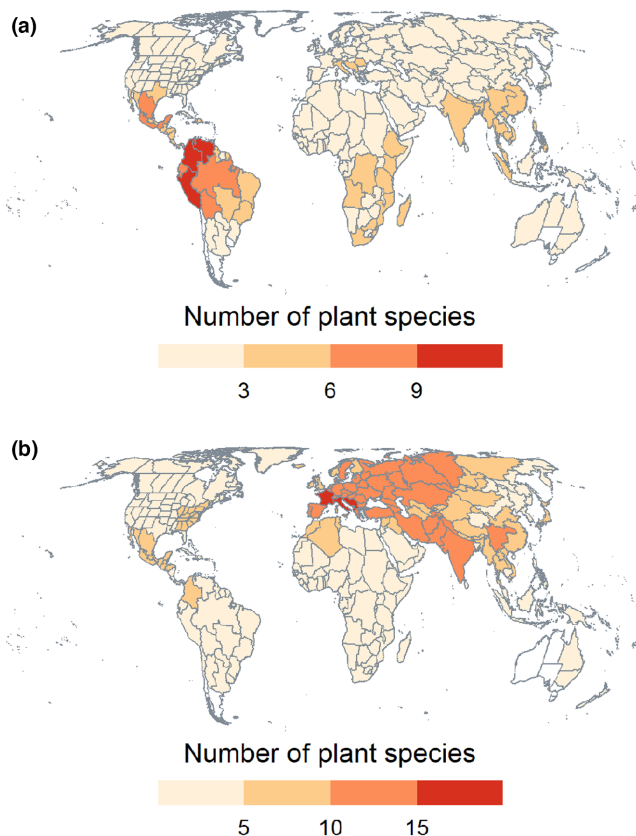 (a)
Number of plant species
3 6 9
(b)
Number of plant species
5 10 15